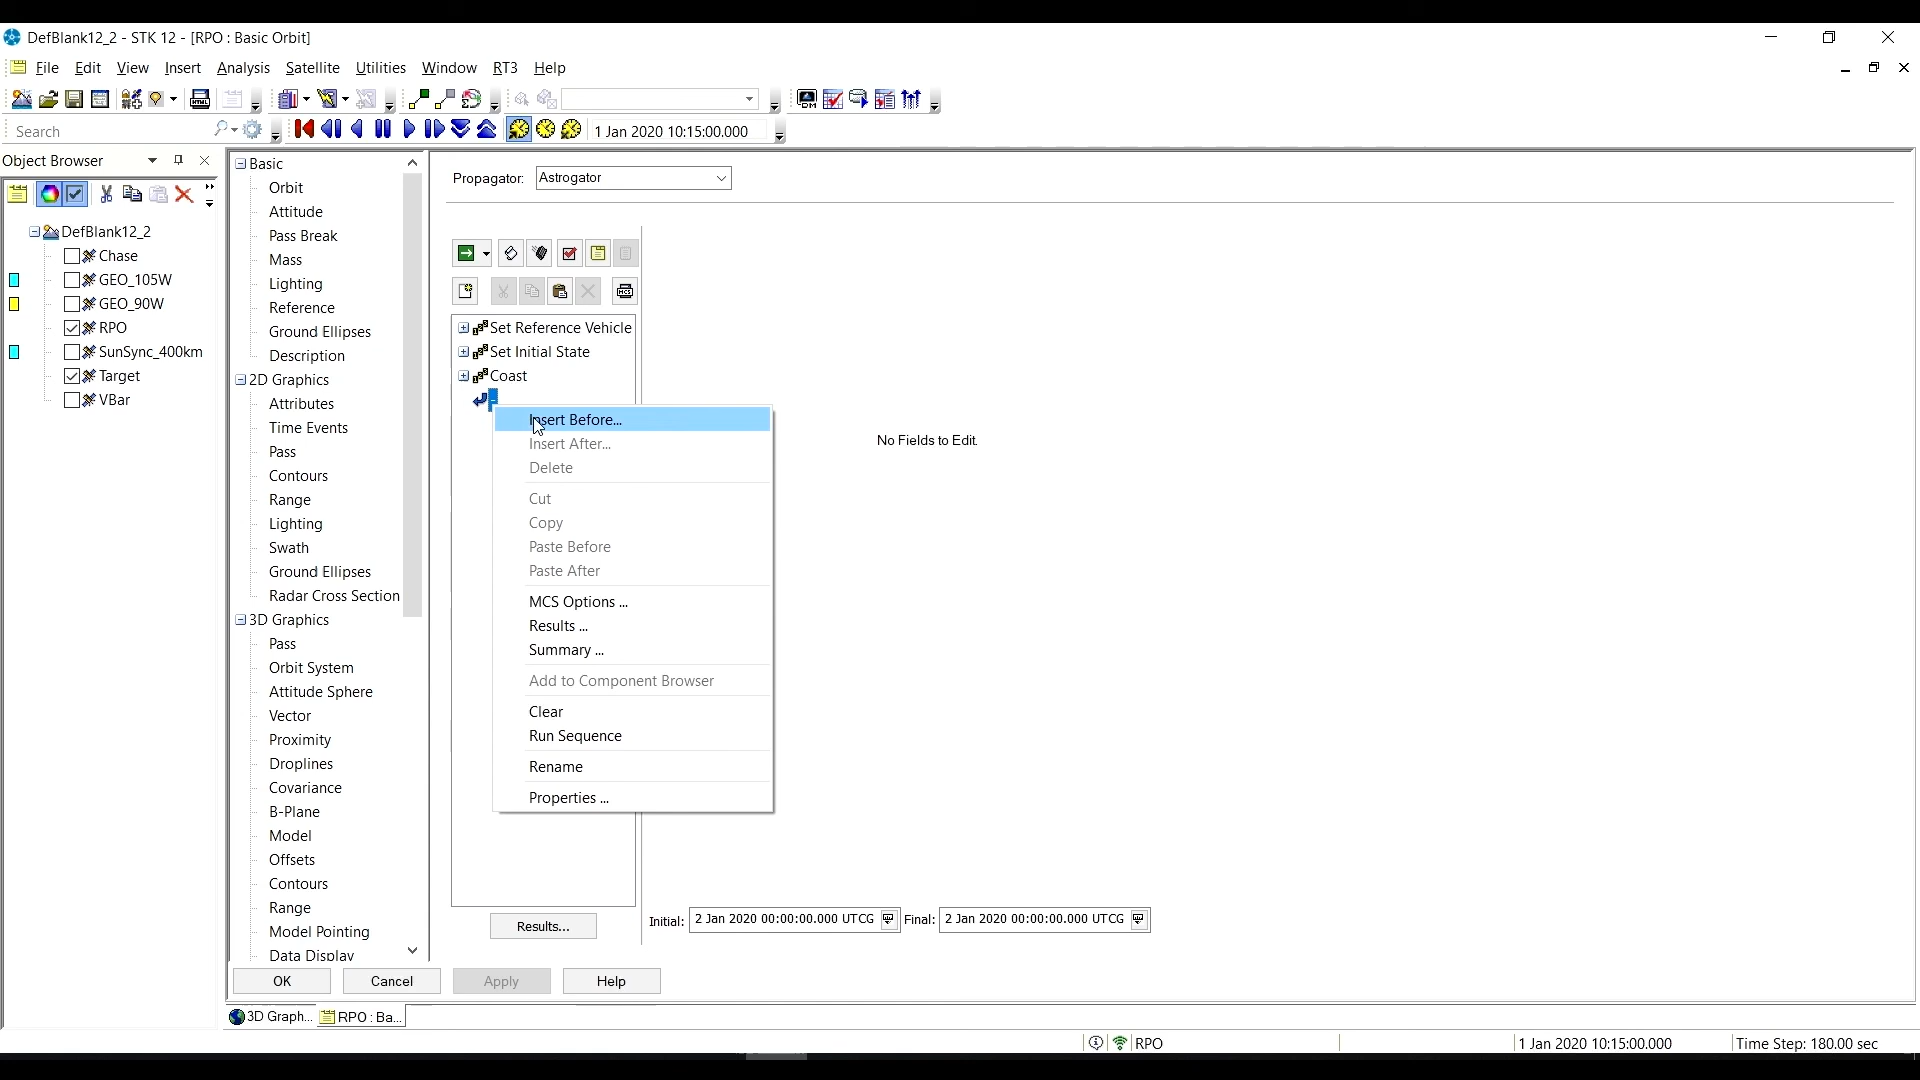 DefBlank12_2 - STK 12 - [RPO : Basic Orbit]
File Edit View Insert Analysis Satellite Utilities Window RT3 Help
Search
1 Jan 2020 10:15:00.000
Object Browser
DefBlank12_2
Chase
GEO_105W
GEO_90W
RPO
SunSync_400km
Target
VBar
Basic
Orbit
Attitude
Pass Break
Mass
Lighting
Reference
Ground Ellipses
Description
2D Graphics
Attributes
Time Events
Pass
Contours
Range
Lighting
Swath
Ground Ellipses
Radar Cross Section
3D Graphics
Pass
Orbit System
Attitude Sphere
Vector
Proximity
Droplines
Covariance
B-Plane
Model
Offsets
Contours
Range
Model Pointing
Data Display
Propagator: Astrogator
Set Reference Vehicle
Set Initial State
Coast
-
Insert Before...
Insert After...
Delete
Cut
Copy
Paste Before
Paste After
MCS Options ...
Results ...
Summary ...
Add to Component Browser
Clear
Run Sequence
Rename
Properties ...
No Fields to Edit.
Results...
Initial: 2 Jan 2020 00:00:00.000 UTCG Final: 2 Jan 2020 00:00:00.000 UTCG
OK Cancel Apply Help
3D Graph... RPO : Ba...
RPO 1 Jan 2020 10:15:00.000 Time Step: 180.00 sec